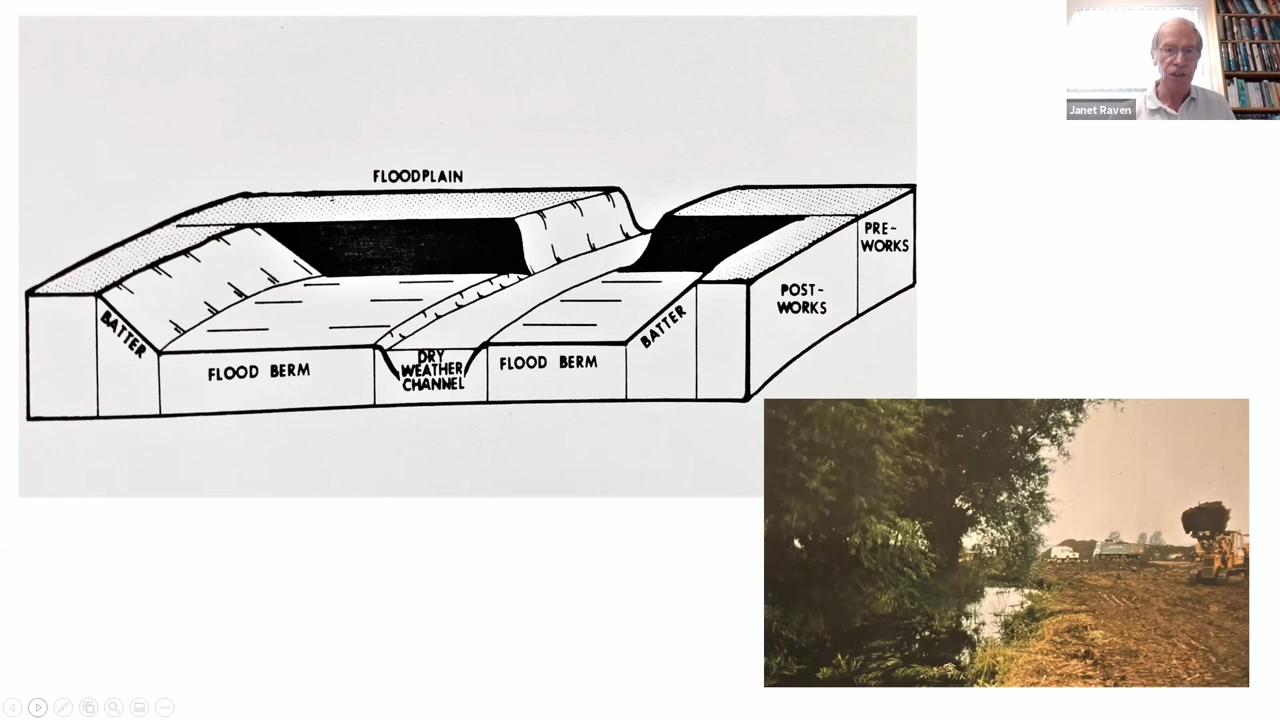 Janet Raven
FLOODPLAIN
PRE-
WORKS
POST-
WORKS
BATTER
FLOOD BERM
DRY
WEATHER
CHANNEL
FLOOD BERM
BATTER